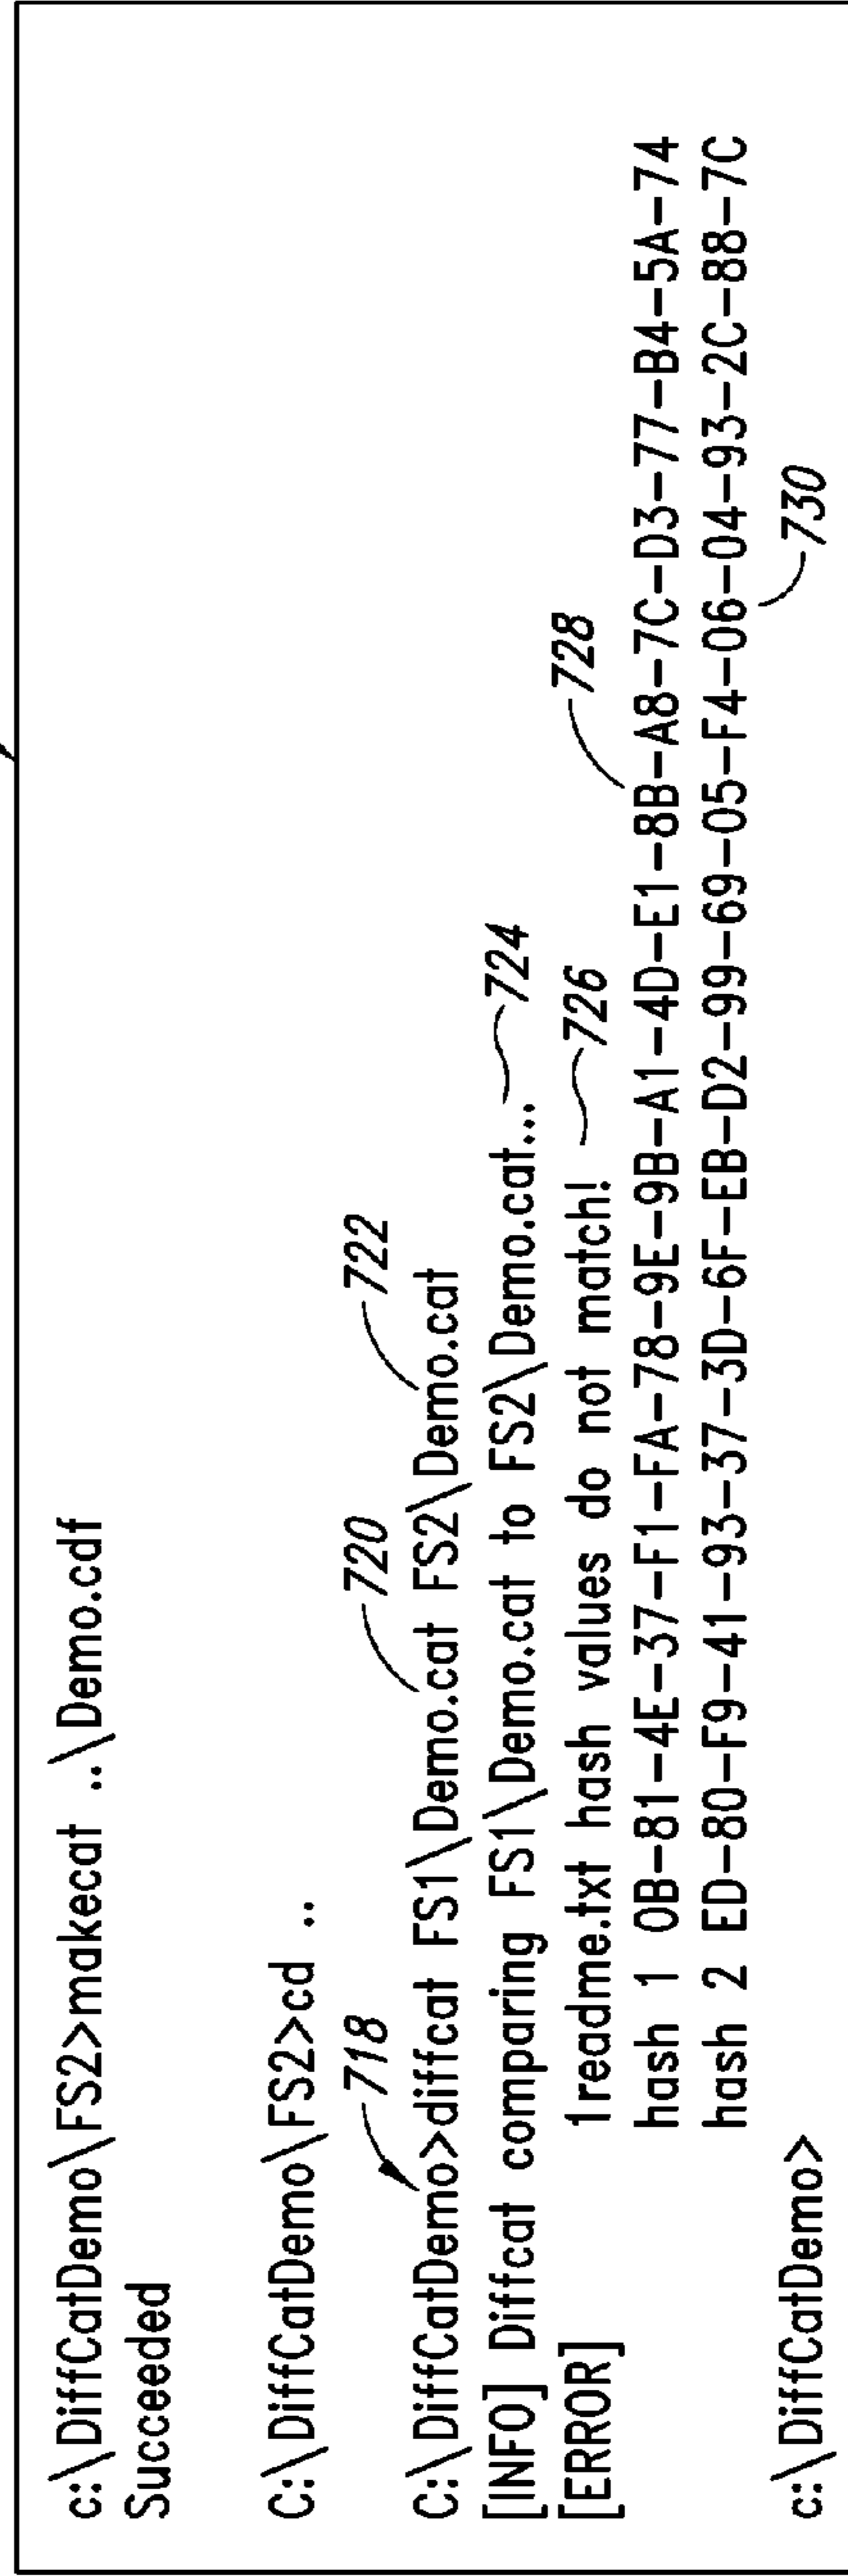 c:\DiffCatDemo\FS2>makecat ..\Demo.cdf
Succeeded
C:\DiffCatDemo\FS2>cd ..
718
720
722
C:\DiffCatDemo>diffcat FS1\Demo.cat FS2\Demo.cat
[INFO] Diffcat comparing FS1\Demo.cat to FS2\Demo.cat... 724
[ERROR] 1readme.txt hash values do not match! 726
728
hash 1 0B-81-4E-37-F1-FA-78-9E-9B-A1-4D-E1-8B-A8-7C-D3-77-B4-5A-74
hash 2 ED-80-F9-41-93-37-3D-6F-EB-D2-99-69-05-F4-06-04-93-2C-88-7C
730
c:\DiffCatDemo>